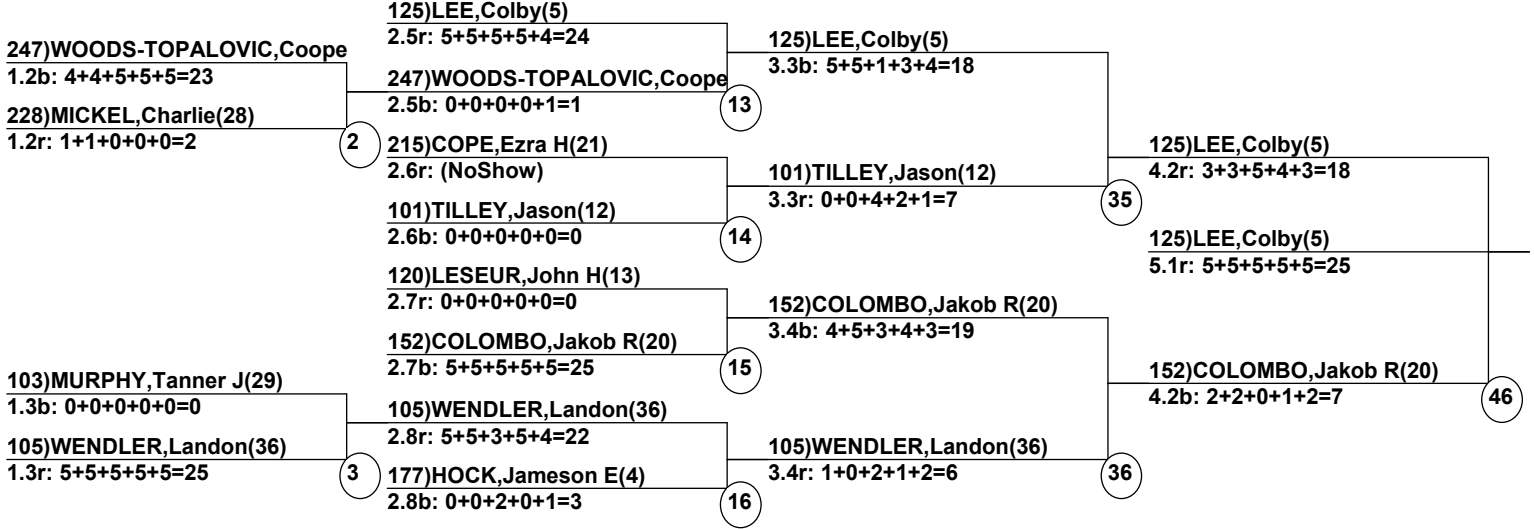 247)WOODS-TOPALOVIC,Coope
1.2b: 4+4+5+5+5=23
228)MICKEL,Charlie(28)
1.2r: 1+1+0+0+0=2
2
103)MURPHY,Tanner J(29)
1.3b: 0+0+0+0+0=0
105)WENDLER,Landon(36)
1.3r: 5+5+5+5+5=25
3
125)LEE,Colby(5)
2.5r: 5+5+5+5+4=24
247)WOODS-TOPALOVIC,Coope
2.5b: 0+0+0+0+1=1
13
215)COPE,Ezra H(21)
2.6r: (NoShow)
101)TILLEY,Jason(12)
2.6b: 0+0+0+0+0=0
14
120)LESEUR,John H(13)
2.7r: 0+0+0+0+0=0
152)COLOMBO,Jakob R(20)
2.7b: 5+5+5+5+5=25
15
105)WENDLER,Landon(36)
2.8r: 5+5+3+5+4=22
177)HOCK,Jameson E(4)
2.8b: 0+0+2+0+1=3
16
125)LEE,Colby(5)
3.3b: 5+5+1+3+4=18
101)TILLEY,Jason(12)
3.3r: 0+0+4+2+1=7
35
152)COLOMBO,Jakob R(20)
3.4b: 4+5+3+4+3=19
105)WENDLER,Landon(36)
3.4r: 1+0+2+1+2=6
36
125)LEE,Colby(5)
4.2r: 3+3+5+4+3=18
152)COLOMBO,Jakob R(20)
4.2b: 2+2+0+1+2=7
46
125)LEE,Colby(5)
5.1r: 5+5+5+5+5=25